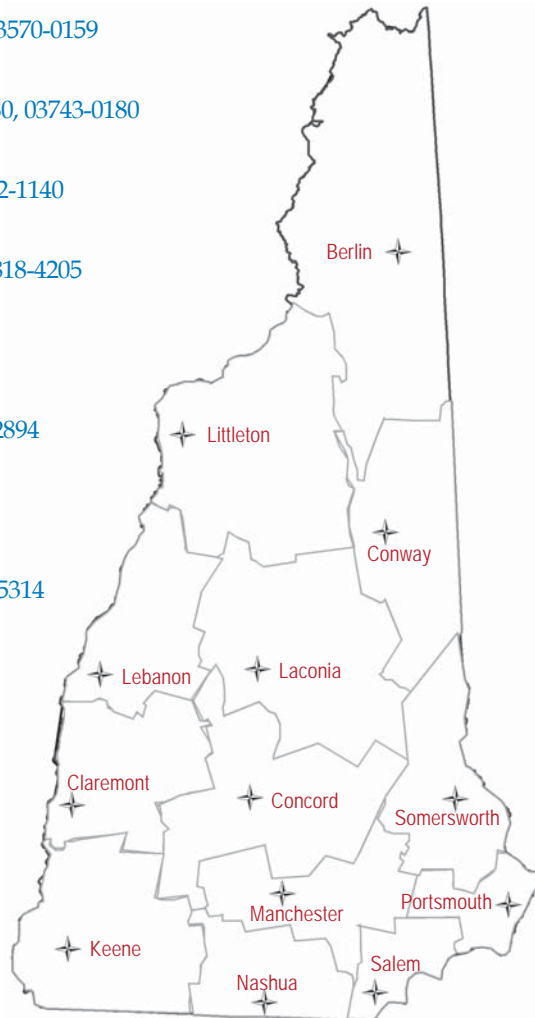 3570-0159
0, 03743-0180
2-1140
318-4205
2894
5314
Berlin
Littleton
Conway
Lebanon
Laconia
Claremont
Concord
Somersworth
Manchester
Portsmouth
Keene
Nashua
Salem